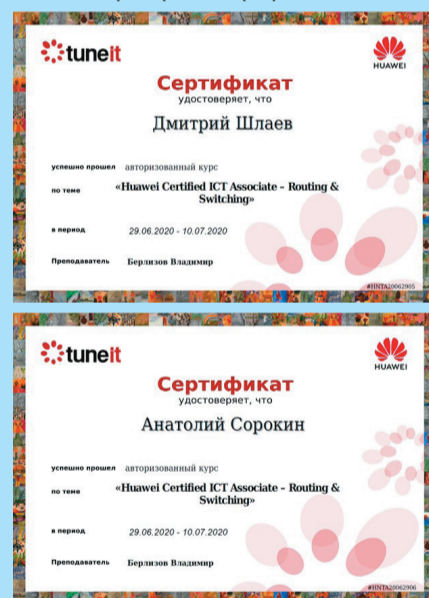 tuneit
HUAWEI
Сертификат
удостоверяет, что
Дмитрий Шлаев
успешно прошел авторизованный курс
по теме «Huawei Certified ICT Associate – Routing &
Switching»
в период 29.06.2020 - 10.07.2020
Преподаватель Берлизов Владимир
#HNTA20062905
tuneit
HUAWEI
Сертификат
удостоверяет, что
Анатолий Сорокин
успешно прошел авторизованный курс
по теме «Huawei Certified ICT Associate – Routing &
Switching»
в период 29.06.2020 - 10.07.2020
Преподаватель Берлизов Владимир
#HNTA20062906